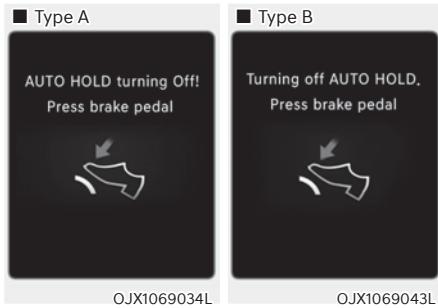 ■ Type A
AUTO HOLD turning Off!
Press brake pedal
OJX1069034L
■ Type B
Turning off AUTO HOLD.
Press brake pedal
OJX1069043L